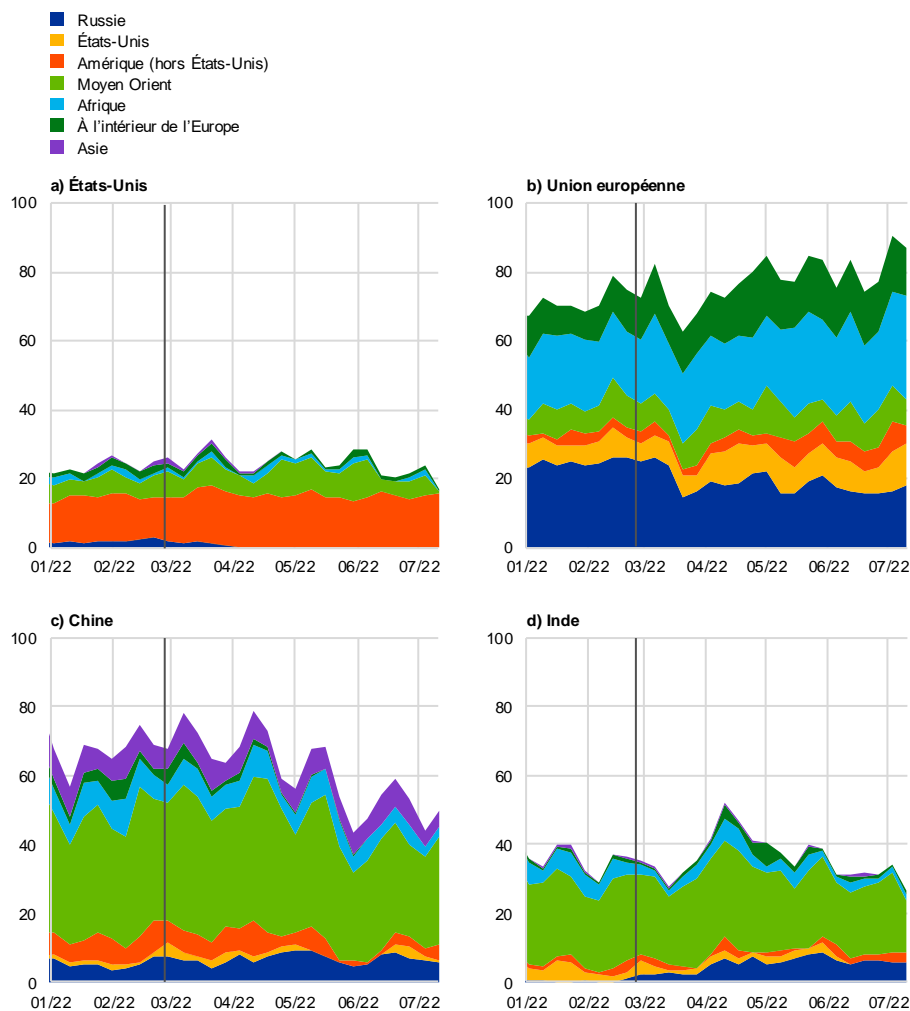 Russie
États-Unis
Amérique (hors États-Unis)
Moyen Orient
Afrique
À l’intérieur de l’Europe
Asie
a) États-Unis
100
80
60
40
20
0
01/22 02/22 03/22 04/22 05/22 06/22 07/22
b) Union européenne
100
80
60
40
20
0
01/22 02/22 03/22 04/22 05/22 06/22 07/22
c) Chine
100
80
60
40
20
0
01/22 02/22 03/22 04/22 05/22 06/22 07/22
d) Inde
100
80
60
40
20
0
01/22 02/22 03/22 04/22 05/22 06/22 07/22